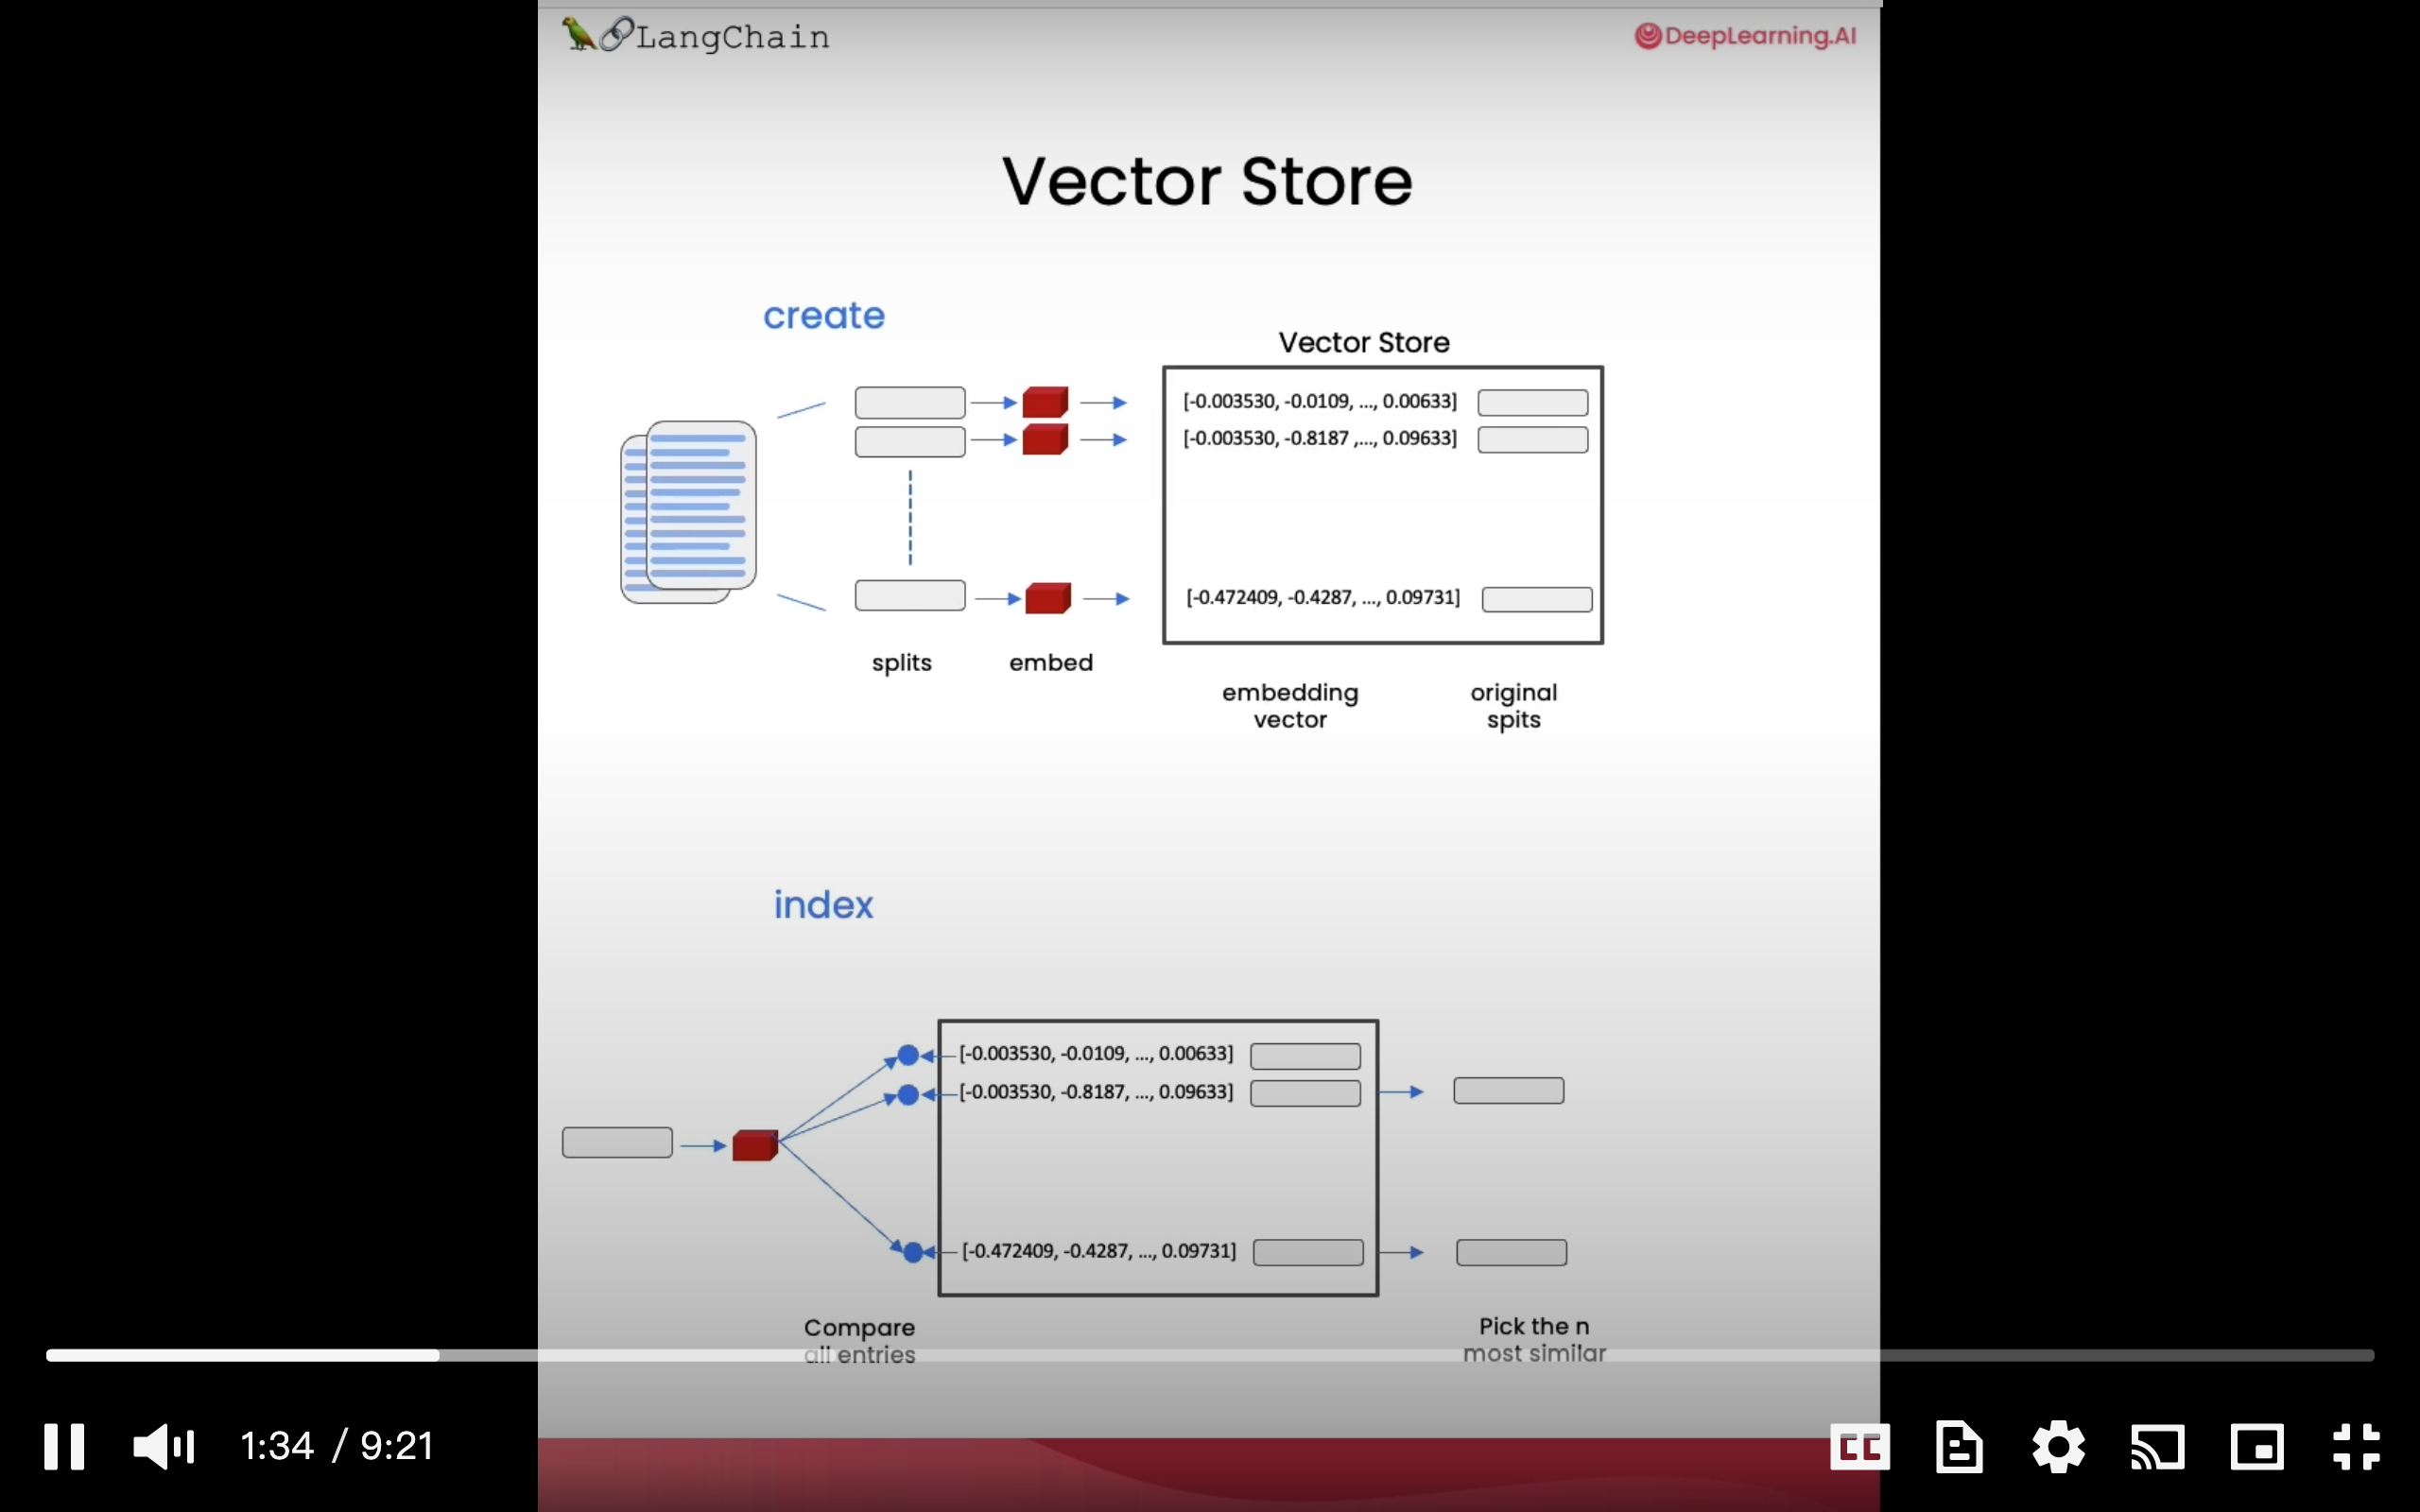 LangChain
DeepLearning.AI
Vector Store
create
Vector Store
[-0.003530, -0.0109, ..., 0.00633]
[-0.003530, -0.8187 ,..., 0.09633]
[-0.472409, -0.4287, ..., 0.09731]
splits
embed
embedding
vector
original
spits
index
[-0.003530, -0.0109, ..., 0.00633]
[-0.003530, -0.8187, ..., 0.09633]
[-0.472409, -0.4287, ..., 0.09731]
Compare
all entries
Pick the n
most similar
1:34 / 9:21
CC